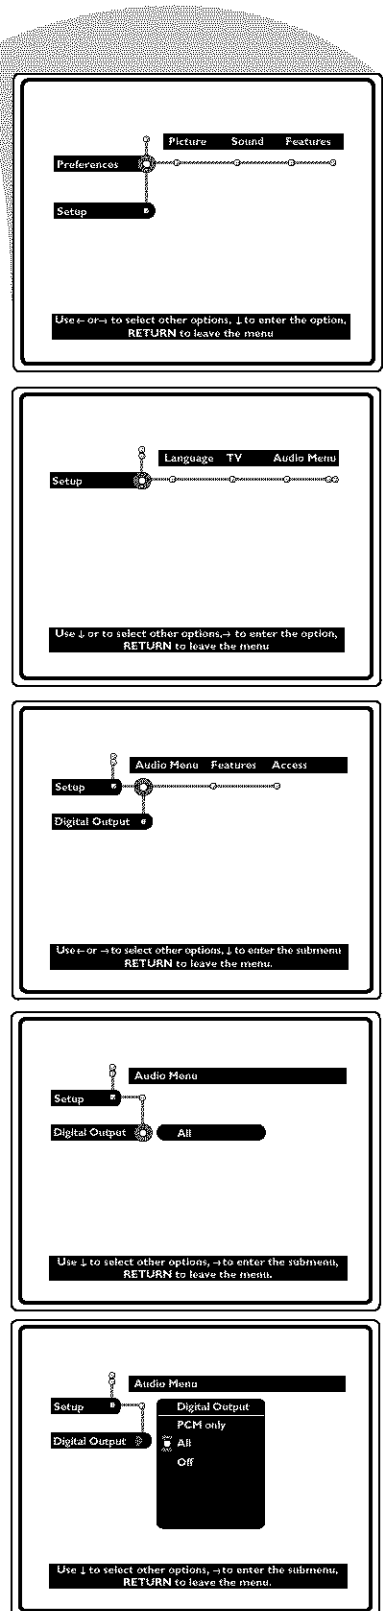 Picture Sound Features
Preferences
Setup
Use ← or → to select other options, ↓ to enter the option,
RETURN to leave the menu
Language TV Audio Menu
Setup
Use ↓ or to select other options, → to enter the option,
RETURN to leave the menu
Audio Menu Features Access
Setup
Digital Output
Use ← or → to select other options, ↓ to enter the submenu
RETURN to leave the menu.
Audio Menu
Setup
Digital Output All
Use ↓ to select other options, → to enter the submenu,
RETURN to leave the menu.
Audio Menu
Setup
Digital Output
Digital Output
PCM only
All
Off
Use ↓ to select other options, → to enter the submenu,
RETURN to leave the menu.